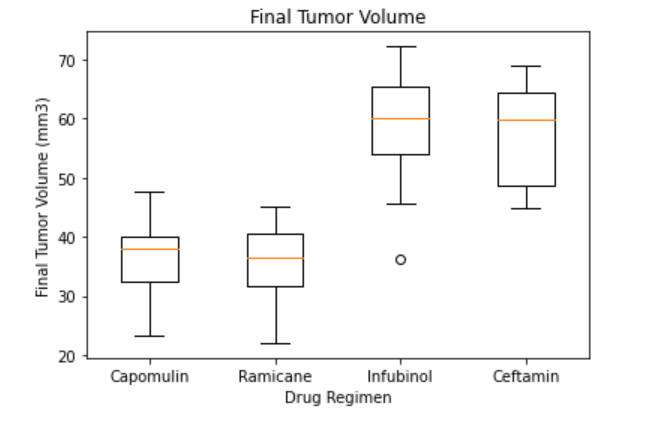 Final Tumor Volume
Final Tumor Volume (mm3)
70
60
50
40
30
20
Capomulin Ramicane Infubinol Ceftamin
Drug Regimen